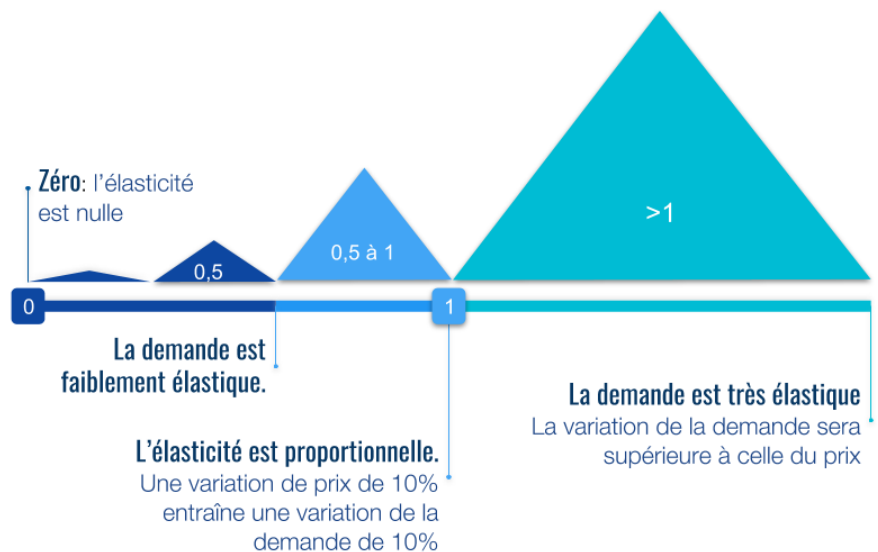 Zéro: l'élasticité
est nulle
0,5
0,5 à 1
>1
0
1
La demande est
faiblement élastique.
L'élasticité est proportionnelle.
Une variation de prix de 10%
entraîne une variation de la
demande de 10%
La demande est très élastique
La variation de la demande sera
supérieure à celle du prix